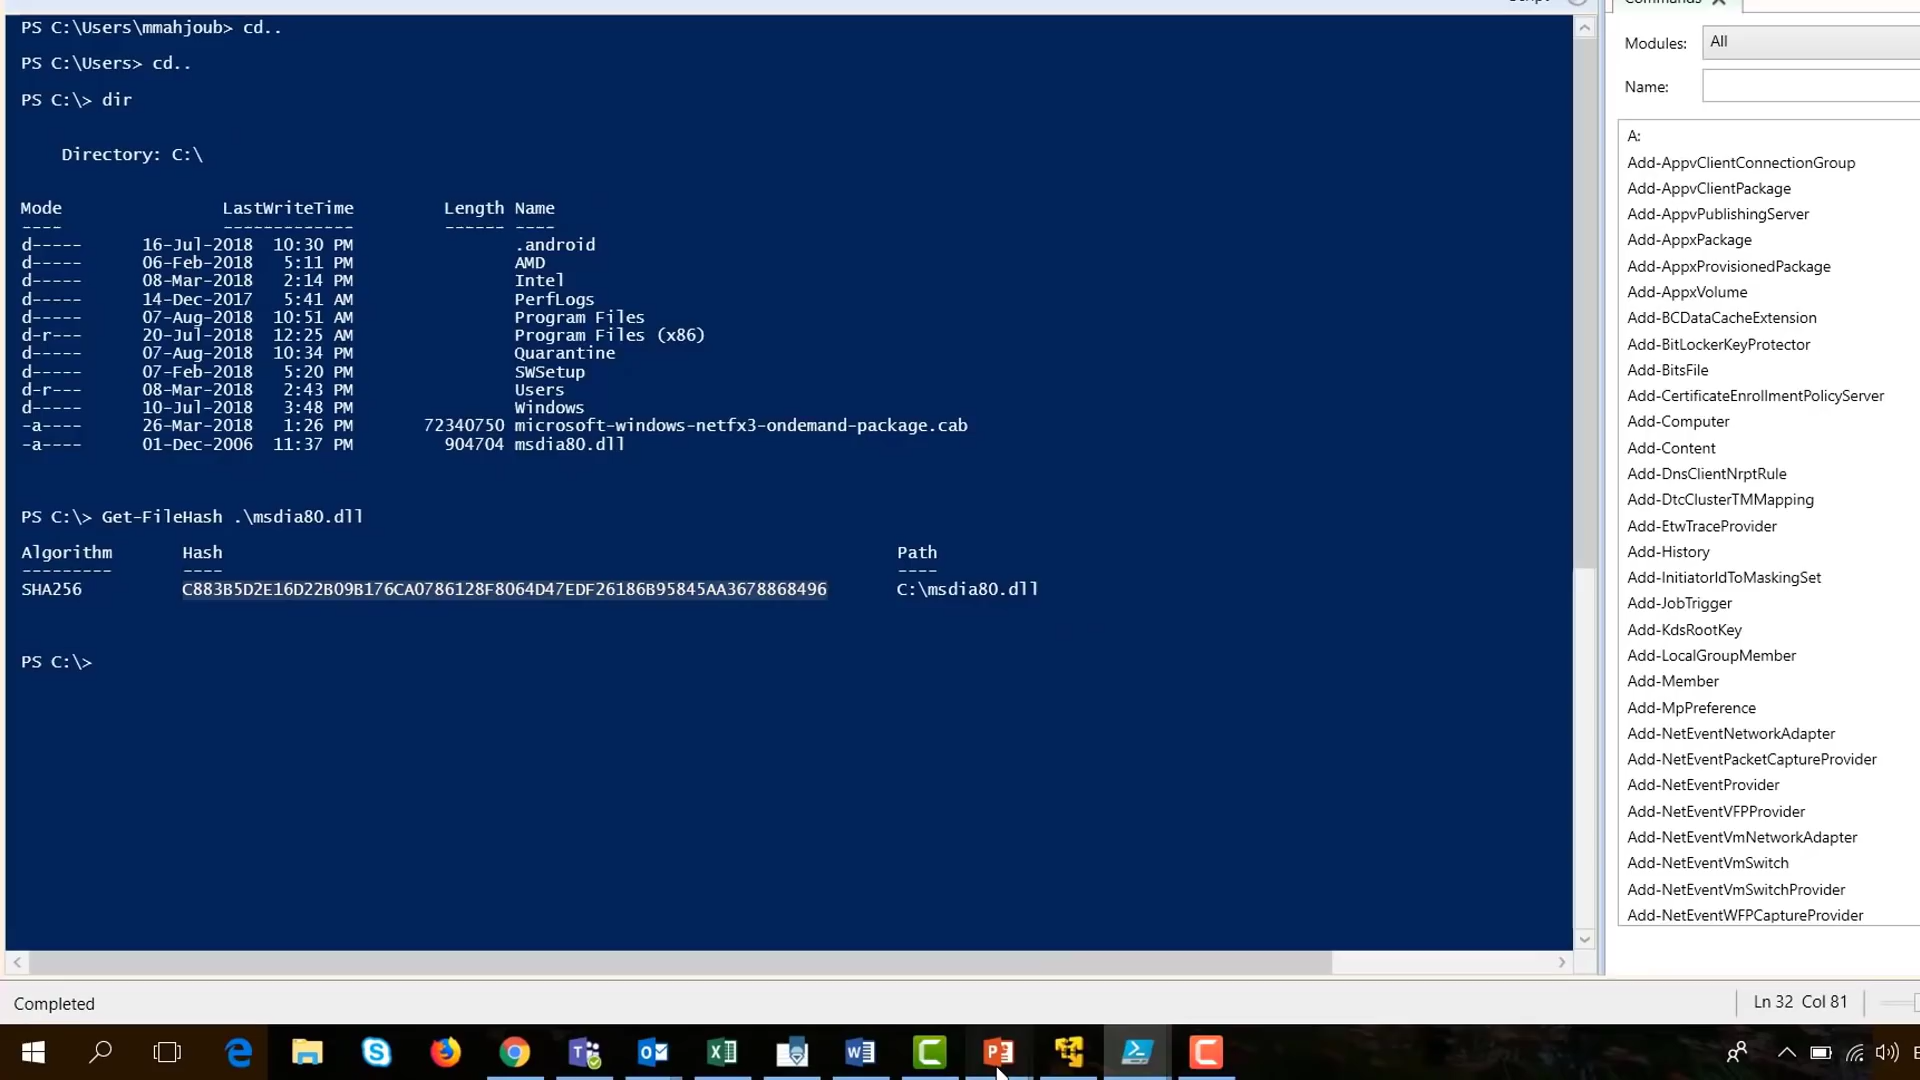 PS C:\Users\mmahjoub> cd..
PS C:\Users> cd..
PS C:\> dir
Directory: C:\
Mode LastWriteTime Length Name
---- ------------- ------ ----
d----- 16-Jul-2018 10:30 PM .android
d----- 06-Feb-2018 5:11 PM AMD
d----- 08-Mar-2018 2:14 PM Intel
d----- 14-Dec-2017 5:41 AM PerfLogs
d----- 07-Aug-2018 10:51 AM Program Files
d-r--- 20-Jul-2018 12:25 AM Program Files (x86)
d----- 07-Aug-2018 10:34 PM Quarantine
d----- 07-Feb-2018 5:20 PM SWSetup
d-r--- 08-Mar-2018 2:43 PM Users
d----- 10-Jul-2018 3:48 PM Windows
-a---- 26-Mar-2018 1:26 PM 72340750 microsoft-windows-netfx3-ondemand-package.cab
-a---- 01-Dec-2006 11:37 PM 904704 msdia80.dll
PS C:\> Get-FileHash .\msdia80.dll
Algorithm Hash Path
--------- ---- ----
SHA256 C883B5D2E16D22B09B176CA0786128F8064D47EDF26186B95845AA3678868496 C:\msdia80.dll
PS C:\>
Commands
Modules: All
Name:
A:
Add-AppvClientConnectionGroup
Add-AppvClientPackage
Add-AppvPublishingServer
Add-AppxPackage
Add-AppxProvisionedPackage
Add-AppxVolume
Add-BCDataCacheExtension
Add-BitLockerKeyProtector
Add-BitsFile
Add-CertificateEnrollmentPolicyServer
Add-Computer
Add-Content
Add-DnsClientNrptRule
Add-DtcClusterTMMapping
Add-EtwTraceProvider
Add-History
Add-InitiatorIdToMaskingSet
Add-JobTrigger
Add-KdsRootKey
Add-LocalGroupMember
Add-Member
Add-MpPreference
Add-NetEventNetworkAdapter
Add-NetEventPacketCaptureProvider
Add-NetEventProvider
Add-NetEventVFPProvider
Add-NetEventVmNetworkAdapter
Add-NetEventVmSwitch
Add-NetEventVmSwitchProvider
Add-NetEventWFPCaptureProvider
Completed
Ln 32 Col 81